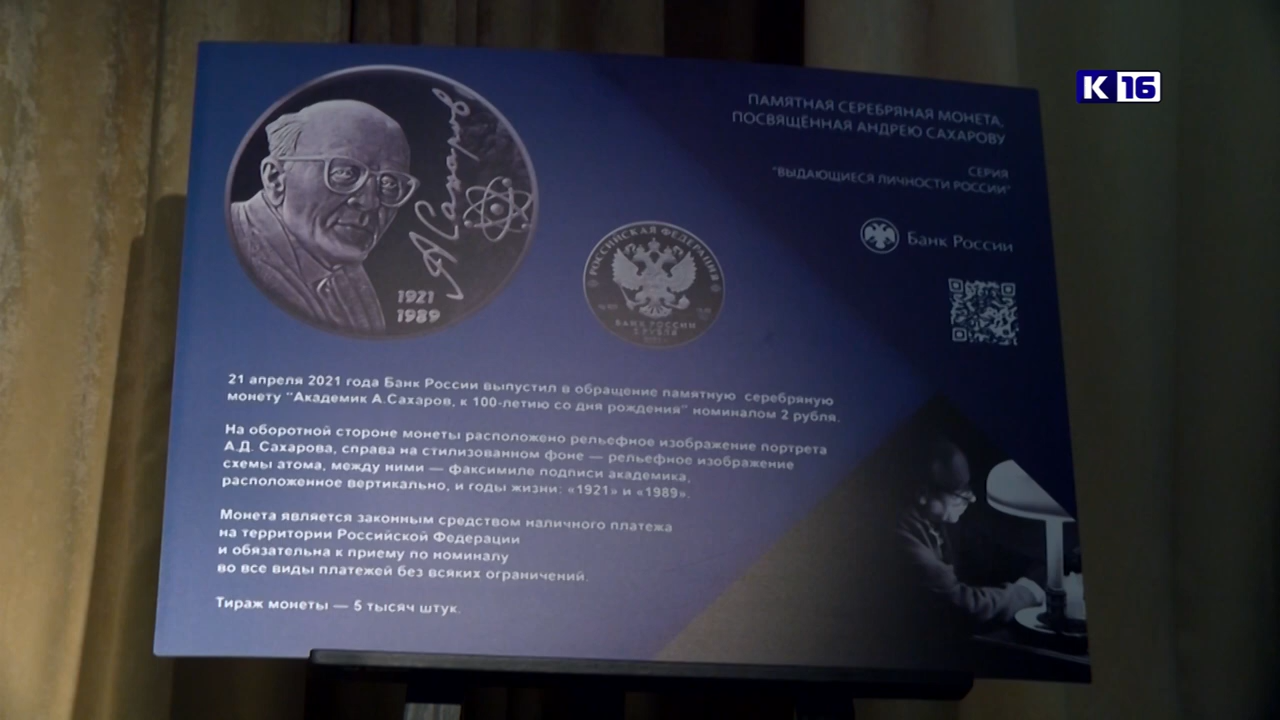 К 16
ПАМЯТНАЯ СЕРЕБРЯНАЯ МОНЕТА,
ПОСВЯЩЁННАЯ АНДРЕЮ САХАРОВУ
СЕРИЯ
"ВЫДАЮЩИЕСЯ ЛИЧНОСТИ РОССИИ"
Банк России
А Сахаров
1921
1989
РОССИЙСКАЯ ФЕДЕРАЦИЯ
БАНК РОССИИ
2 РУБЛЯ
21 апреля 2021 года Банк России выпустил в обращение памятную серебряную
монету "Академик А.Сахаров, к 100-летию со дня рождения" номиналом 2 рубля.
На оборотной стороне монеты расположено рельефное изображение портрета
А.Д. Сахарова, справа на стилизованном фоне — рельефное изображение
схемы атома, между ними — факсимиле подписи академика,
расположенное вертикально, и годы жизни: «1921» и «1989».
Монета является законным средством наличного платежа
на территории Российской Федерации
и обязательна к приему по номиналу
во все виды платежей без всяких ограничений.
Тираж монеты — 5 тысяч штук.